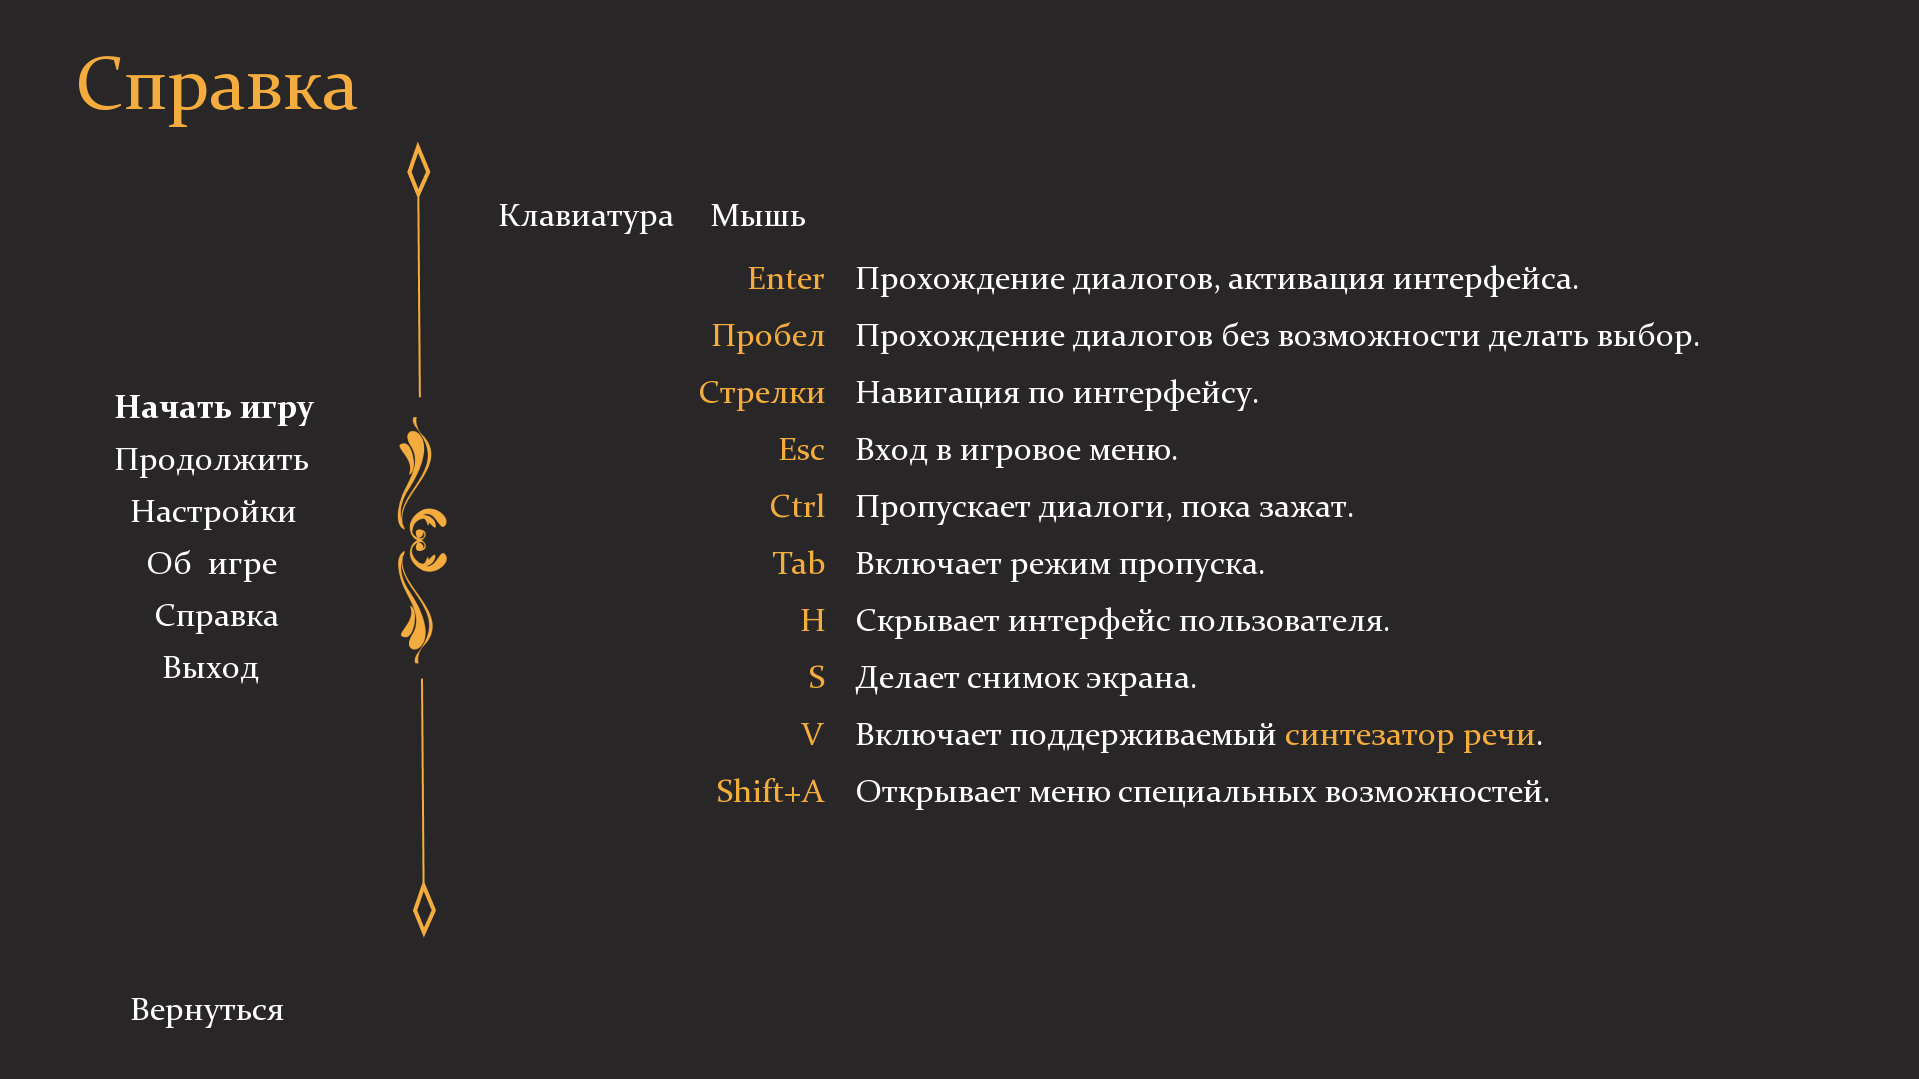 Справка
Клавиатура Мышь
Enter Прохождение диалогов, активация интерфейса.
Пробел Прохождение диалогов без возможности делать выбор.
Стрелки Навигация по интерфейсу.
Esc Вход в игровое меню.
Ctrl Пропускает диалоги, пока зажат.
Tab Включает режим пропуска.
H Скрывает интерфейс пользователя.
S Делает снимок экрана.
V Включает поддерживаемый синтезатор речи.
Shift+A Открывает меню специальных возможностей.
Начать игру
Продолжить
Настройки
Об игре
Справка
Выход
Вернуться